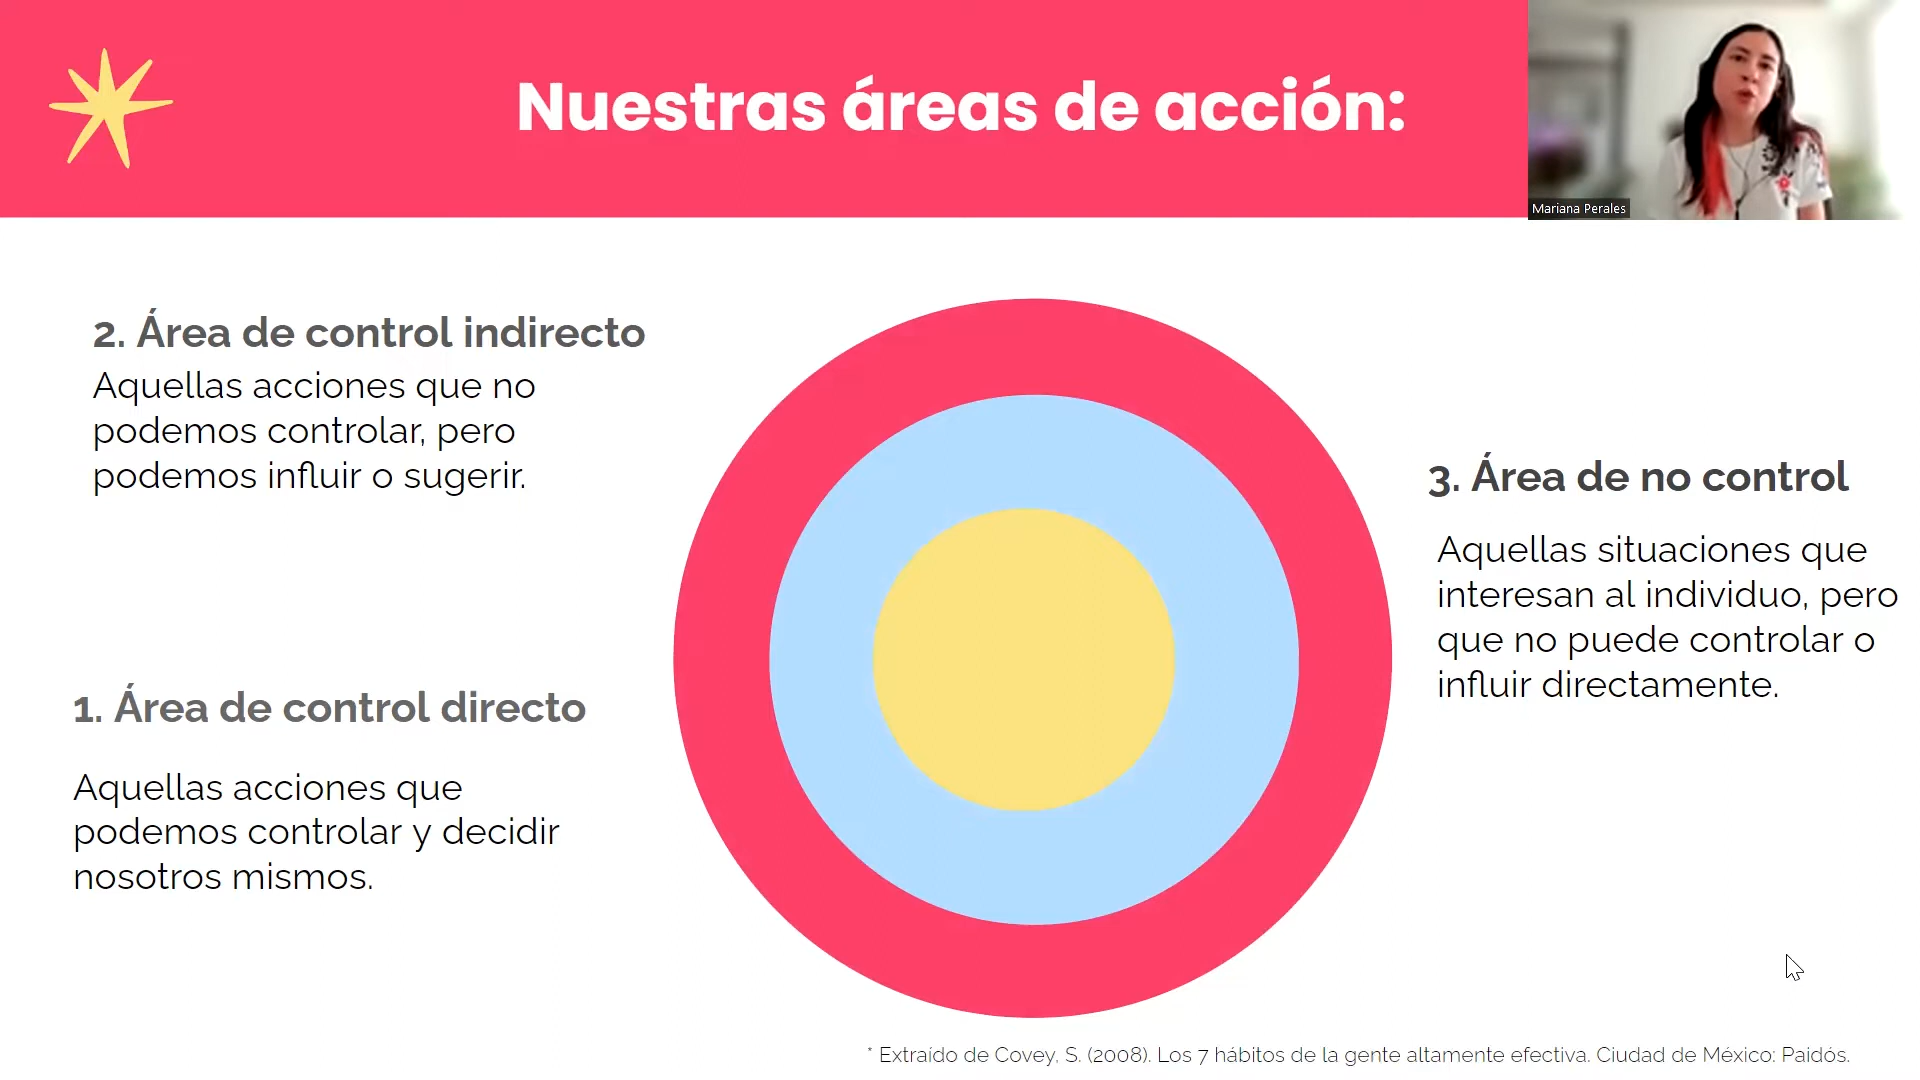 Nuestras áreas de acción:
Mariana Perales
2. Área de control indirecto
Aquellas acciones que no
podemos controlar, pero
podemos influir o sugerir.
3. Área de no control
Aquellas situaciones que
interesan al individuo, pero
que no puede controlar o
influir directamente.
1. Área de control directo
Aquellas acciones que
podemos controlar y decidir
nosotros mismos.
* Extraído de Covey, S. (2008). Los 7 hábitos de la gente altamente efectiva. Ciudad de México: Paidós.